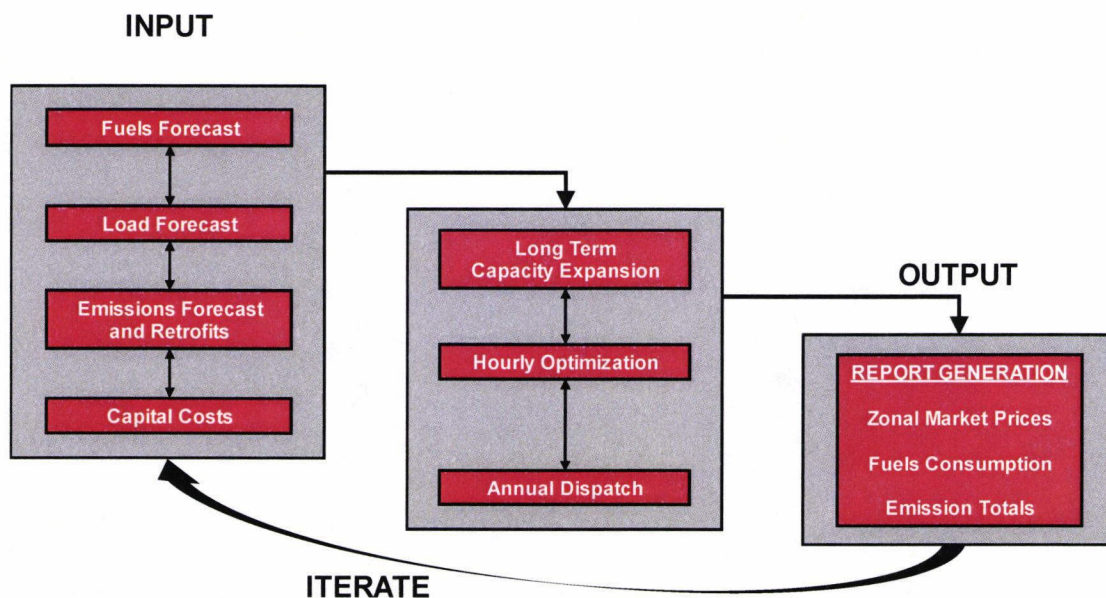 INPUT
Fuels Forecast
Load Forecast
Emissions Forecast
and Retrofits
Capital Costs
Long Term
Capacity Expansion
Hourly Optimization
Annual Dispatch
OUTPUT
REPORT GENERATION
Zonal Market Prices
Fuels Consumption
Emission Totals
ITERATE